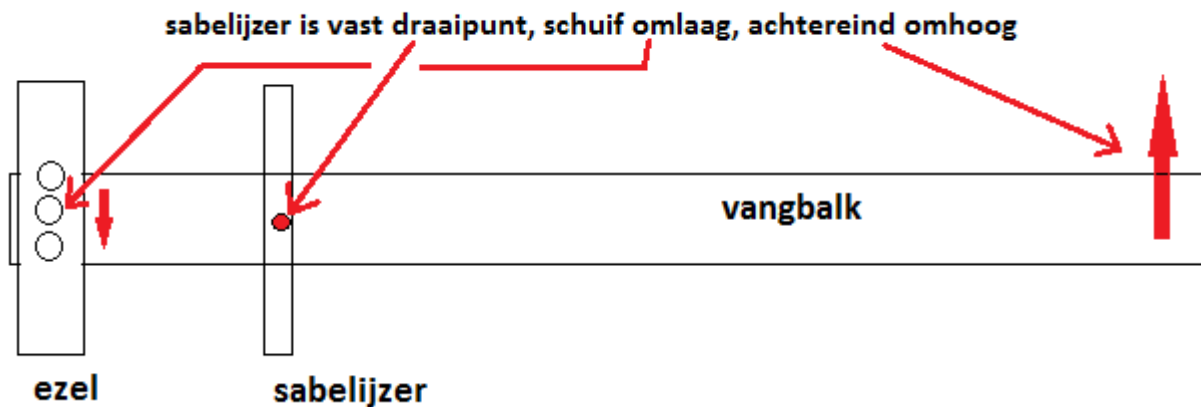 sabelijzer is vast draaipunt, schuif omlaag, achtereind omhoog
vangbalk
ezel
sabelijzer